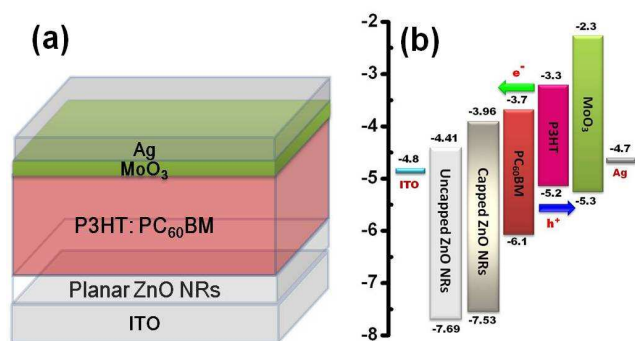 (a)
Ag
MoO₃
P3HT: PC₆₀BM
Planar ZnO NRs
ITO
(b)
-2
-3
-4
-5
-6
-7
-8
-4.8
ITO
-4.41
Uncapped ZnO NRs
-7.69
-3.96
Capped ZnO NRs
-7.53
e⁻
-3.7
PC₆₀BM
-6.1
-3.3
P3HT
-5.2
h⁺
-2.3
MoO₃
-5.3
-4.7
Ag